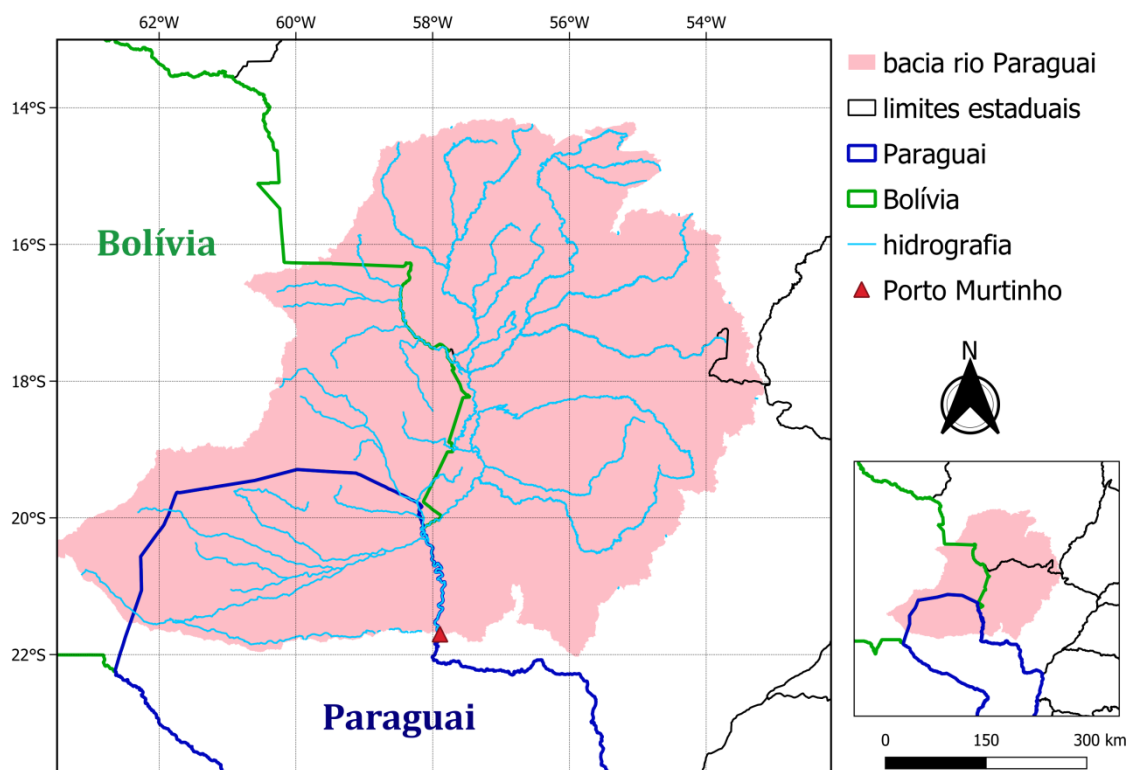 62°W 60°W 58°W 56°W 54°W
14°S
16°S
18°S
20°S
22°S
Bolívia
Paraguai
bacia rio Paraguai
limites estaduais
Paraguai
Bolívia
hidrografia
Porto Murtinho
N
0 150 300 km